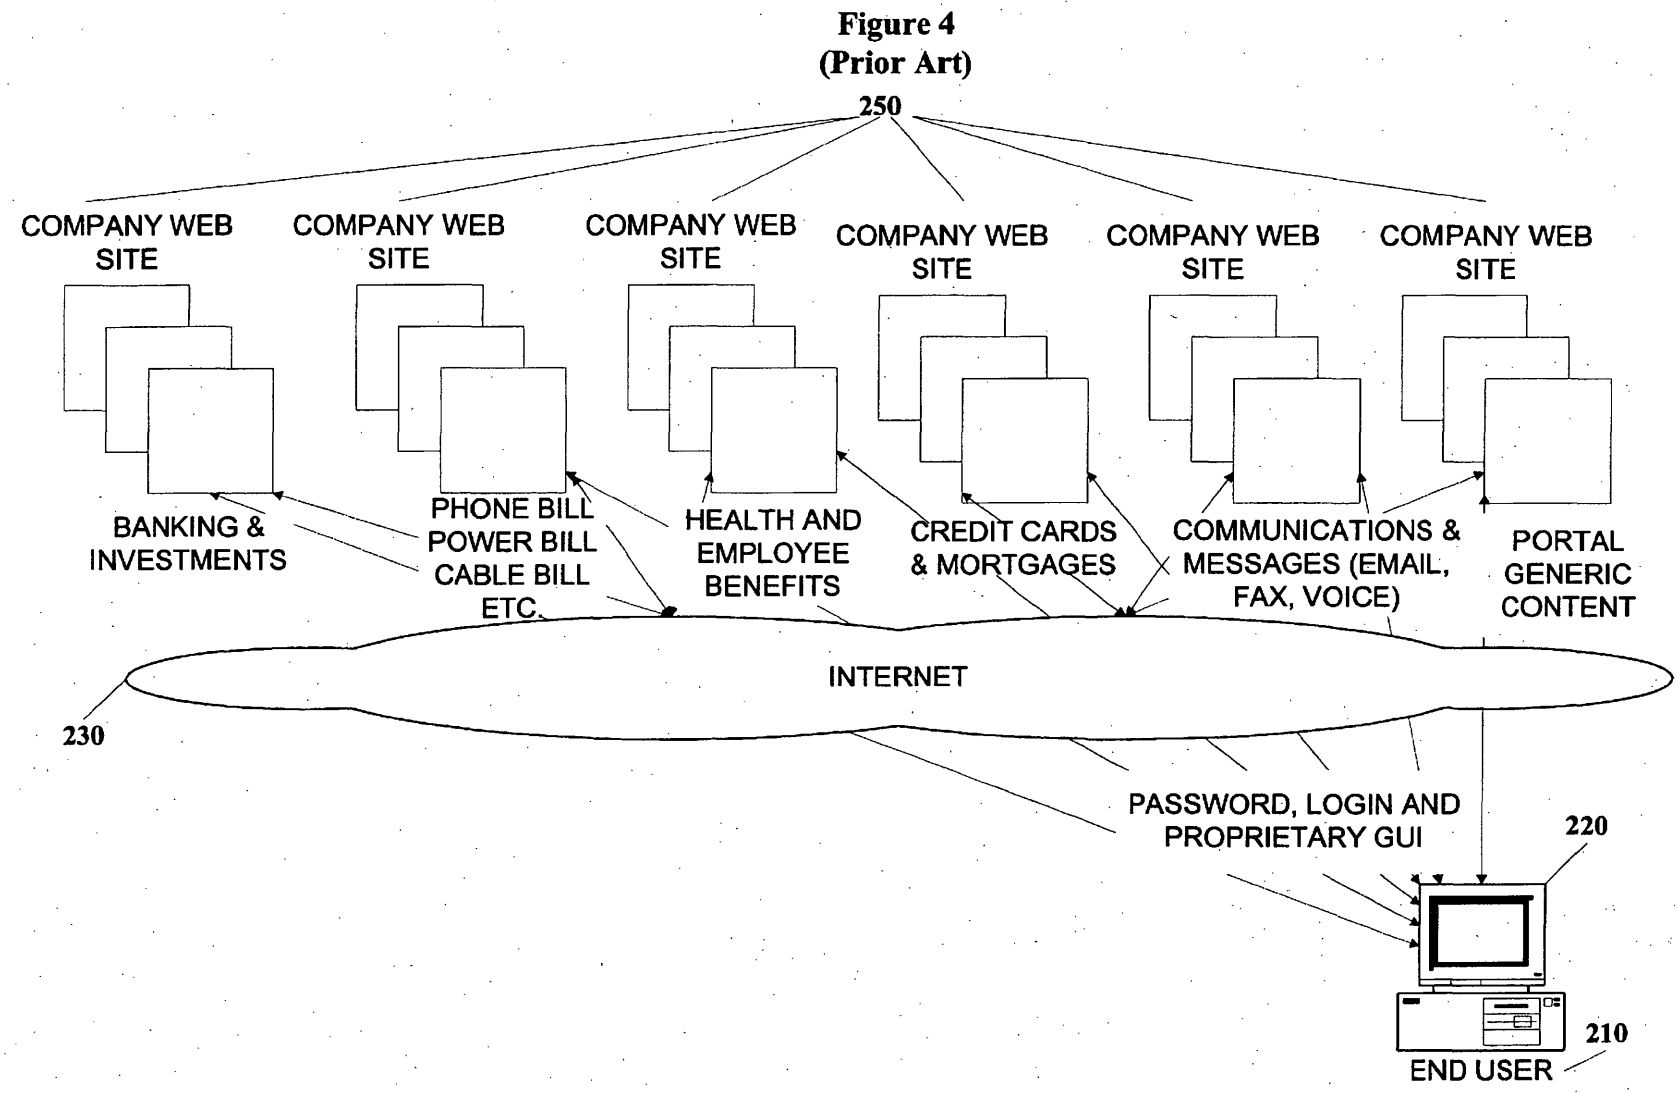 Figure 4
(Prior Art)
250
COMPANY WEB
SITE
COMPANY WEB
SITE
COMPANY WEB
SITE
COMPANY WEB
SITE
COMPANY WEB
SITE
COMPANY WEB
SITE
BANKING &
INVESTMENTS
PHONE BILL
POWER BILL
CABLE BILL
ETC.
HEALTH AND
EMPLOYEE
BENEFITS
CREDIT CARDS
& MORTGAGES
COMMUNICATIONS &
MESSAGES (EMAIL,
FAX, VOICE)
PORTAL
GENERIC
CONTENT
INTERNET
230
PASSWORD, LOGIN AND
PROPRIETARY GUI
220
210
END USER